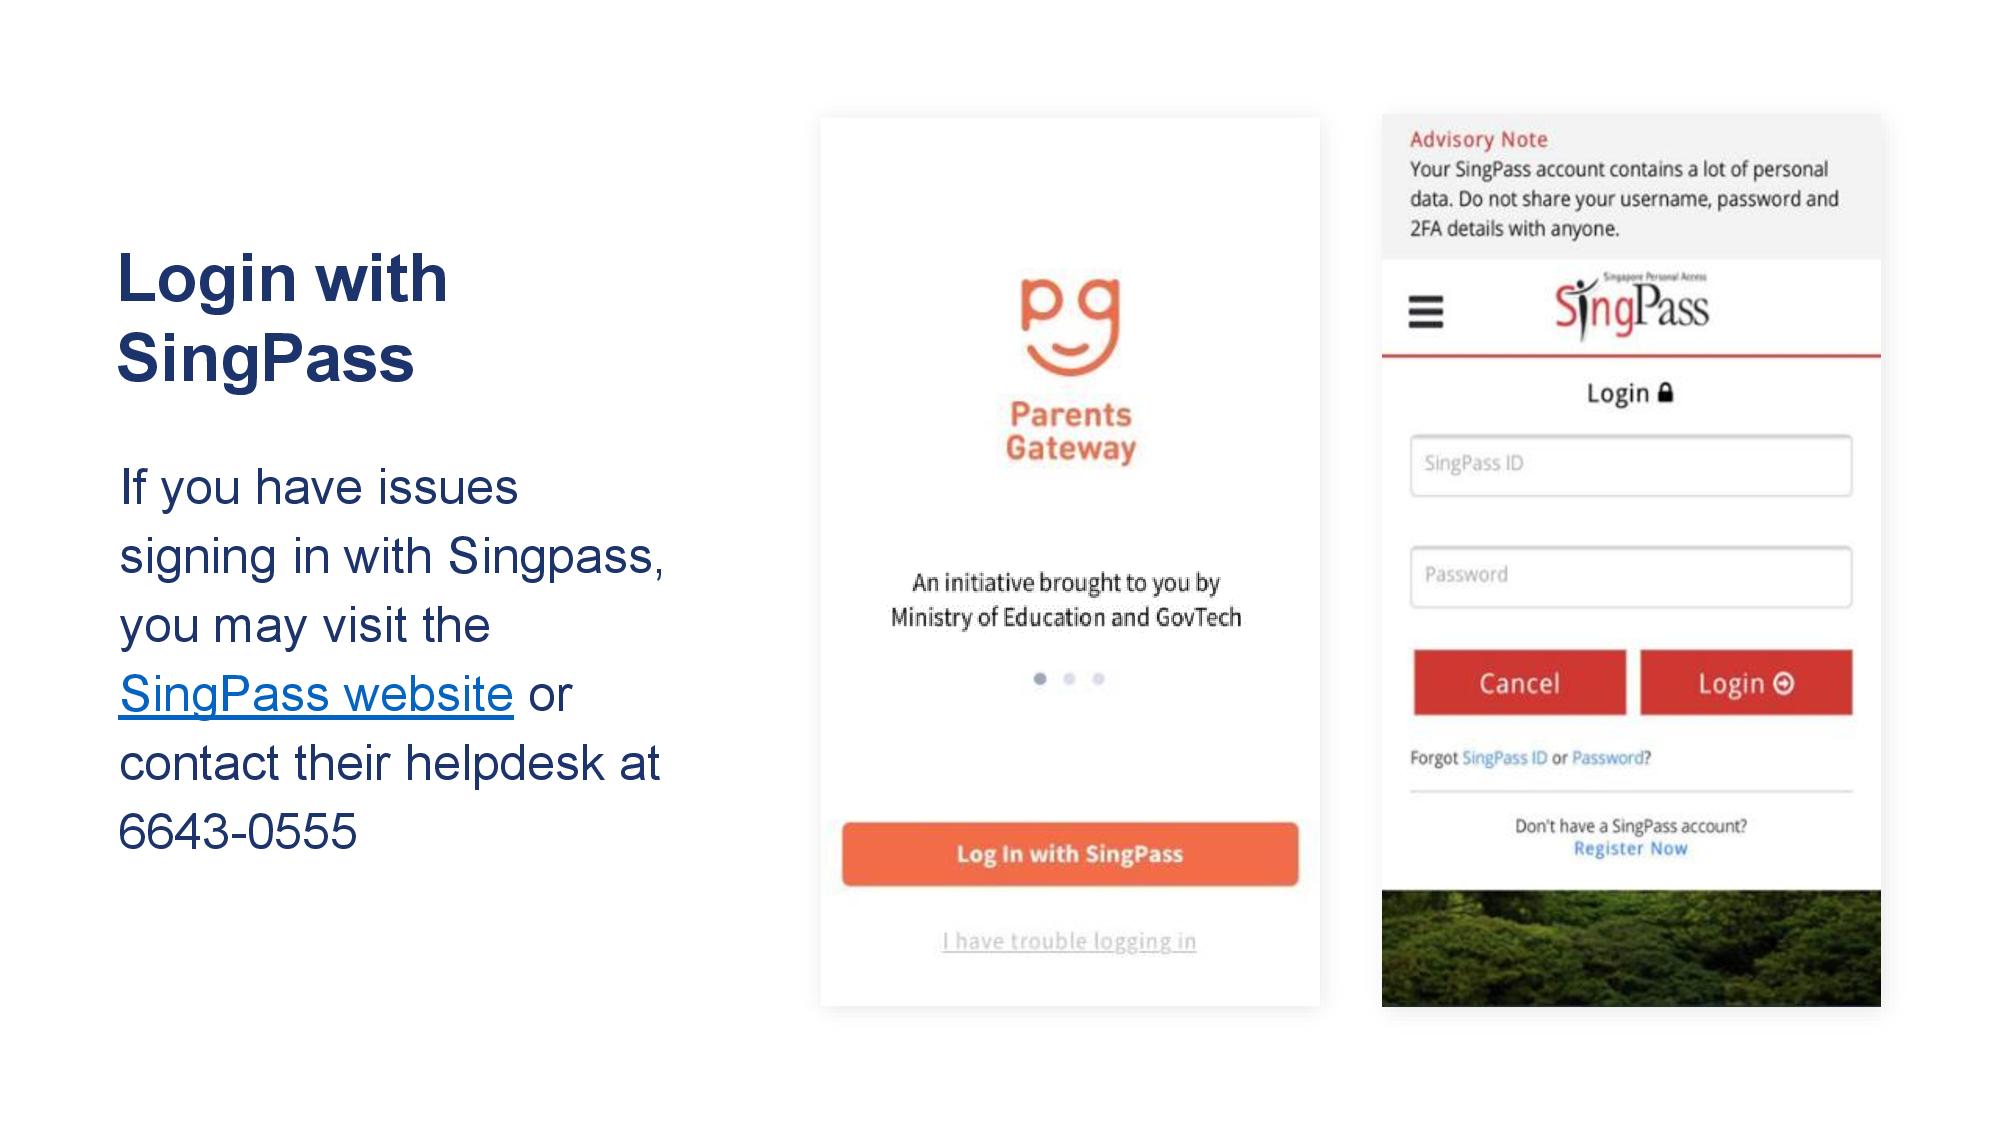 Login with
SingPass
If you have issues
signing in with Singpass,
you may visit the
SingPass website or
contact their helpdesk at
6643-0555
pg
Parents
Gateway
An initiative brought to you by
Ministry of Education and GovTech
Log In with SingPass
I have trouble logging in
Advisory Note
Your SingPass account contains a lot of personal
data. Do not share your username, password and
2FA details with anyone.
Singapore Personal Access
SingPass
Login
SingPass ID
Password
Cancel
Login
Forgot SingPass ID or Password?
Don't have a SingPass account?
Register Now